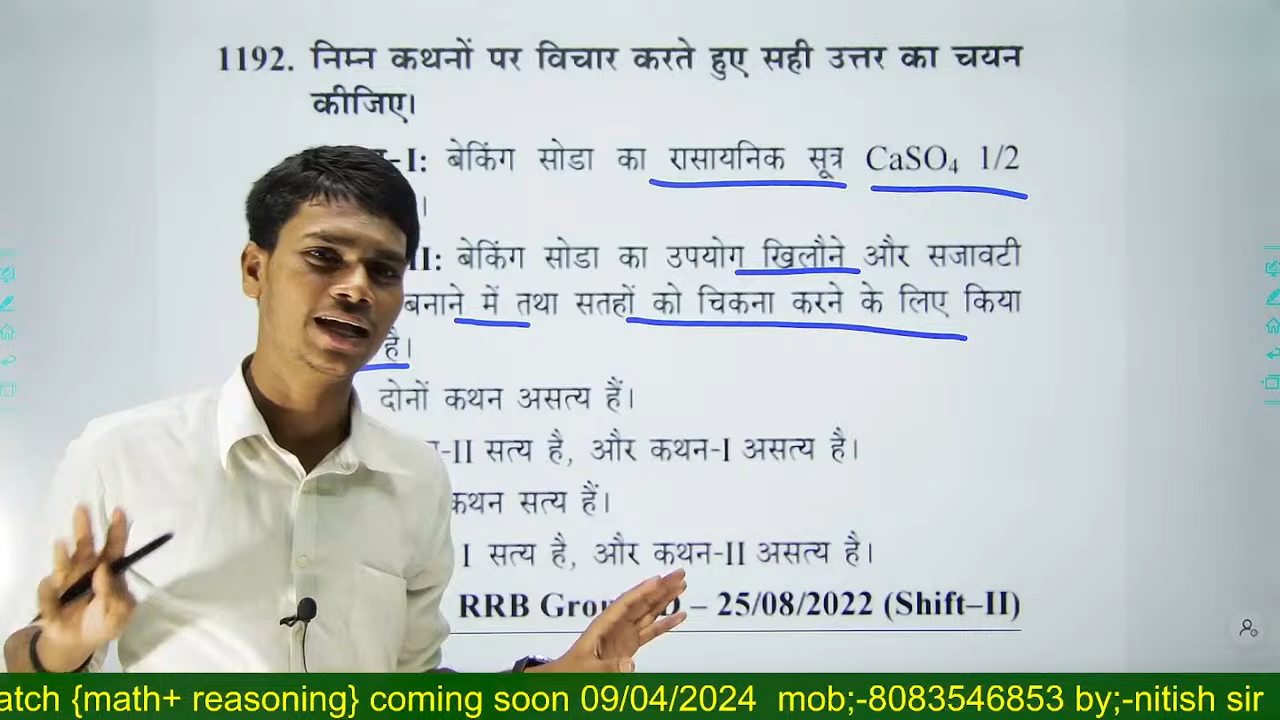 1192. निम्न कथनों पर विचार करते हुए सही उत्तर का चयन
कीजिए।
-I: बेकिंग सोडा का रासायनिक सूत्र CaSO₄ 1/2
।
II: बेकिंग सोडा का उपयोग खिलौने और सजावटी
बनाने में तथा सतहों को चिकना करने के लिए किया
है।
दोनों कथन असत्य हैं।
-II सत्य है, और कथन-I असत्य है।
कथन सत्य हैं।
I सत्य है, और कथन-II असत्य है।
RRB – 25/08/2022 (Shift–II)
atch {math+ reasoning} coming soon 09/04/2024 mob;-8083546853 by;-nitish sir